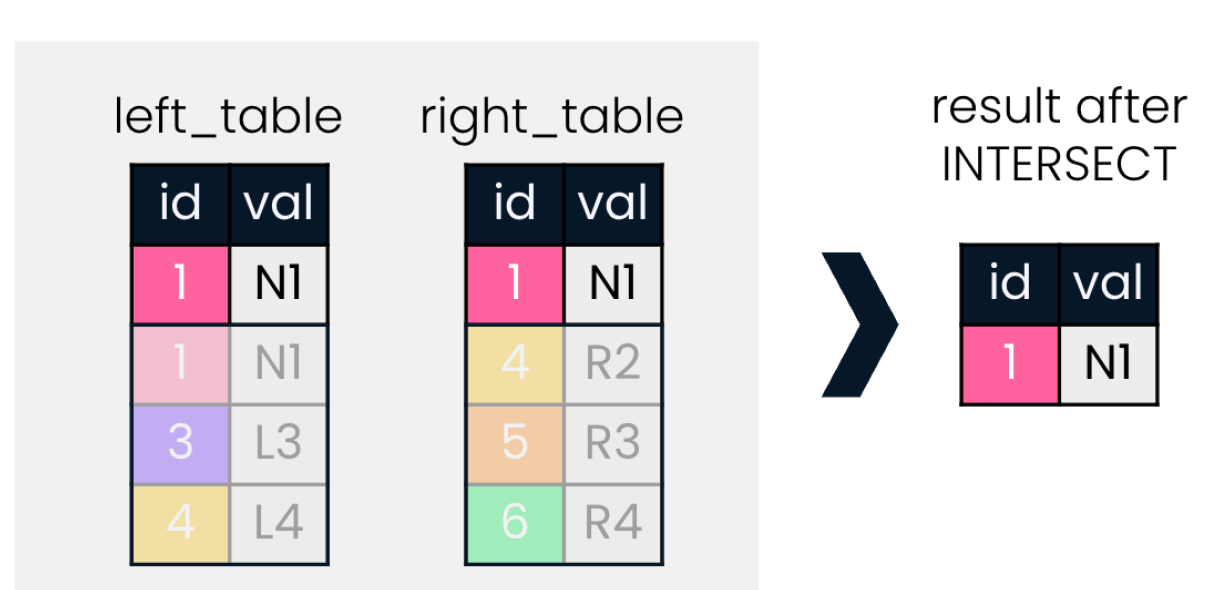 left_table
id val
1 N1
1 N1
3 L3
4 L4
right_table
id val
1 N1
4 R2
5 R3
6 R4
result after
INTERSECT
id val
1 N1